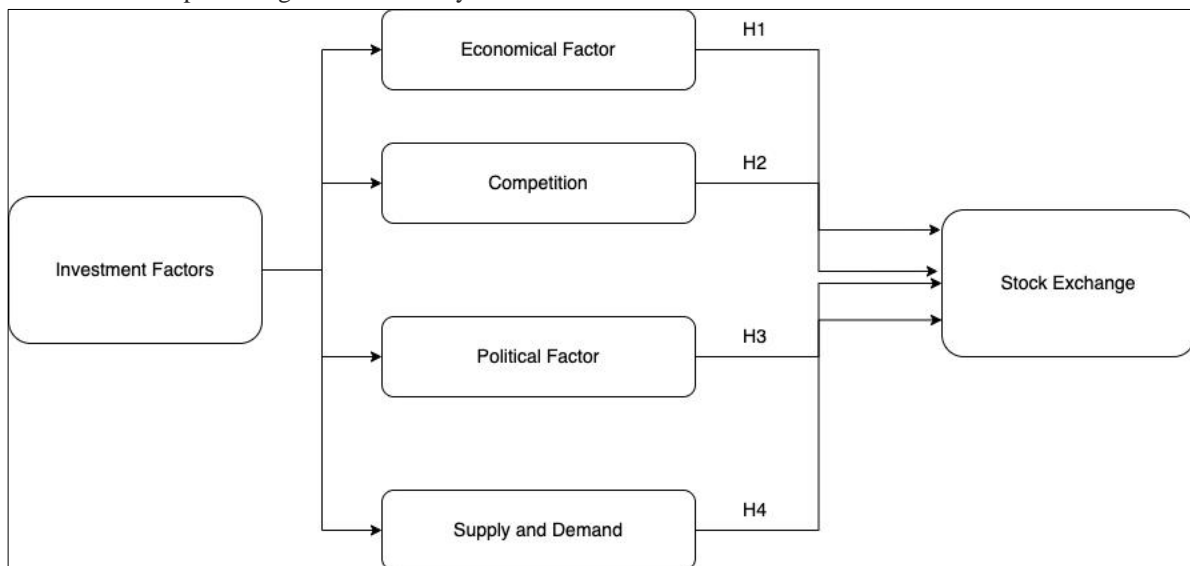 Economical Factor
H1
Competition
H2
Investment Factors
Stock Exchange
Political Factor
H3
Supply and Demand
H4